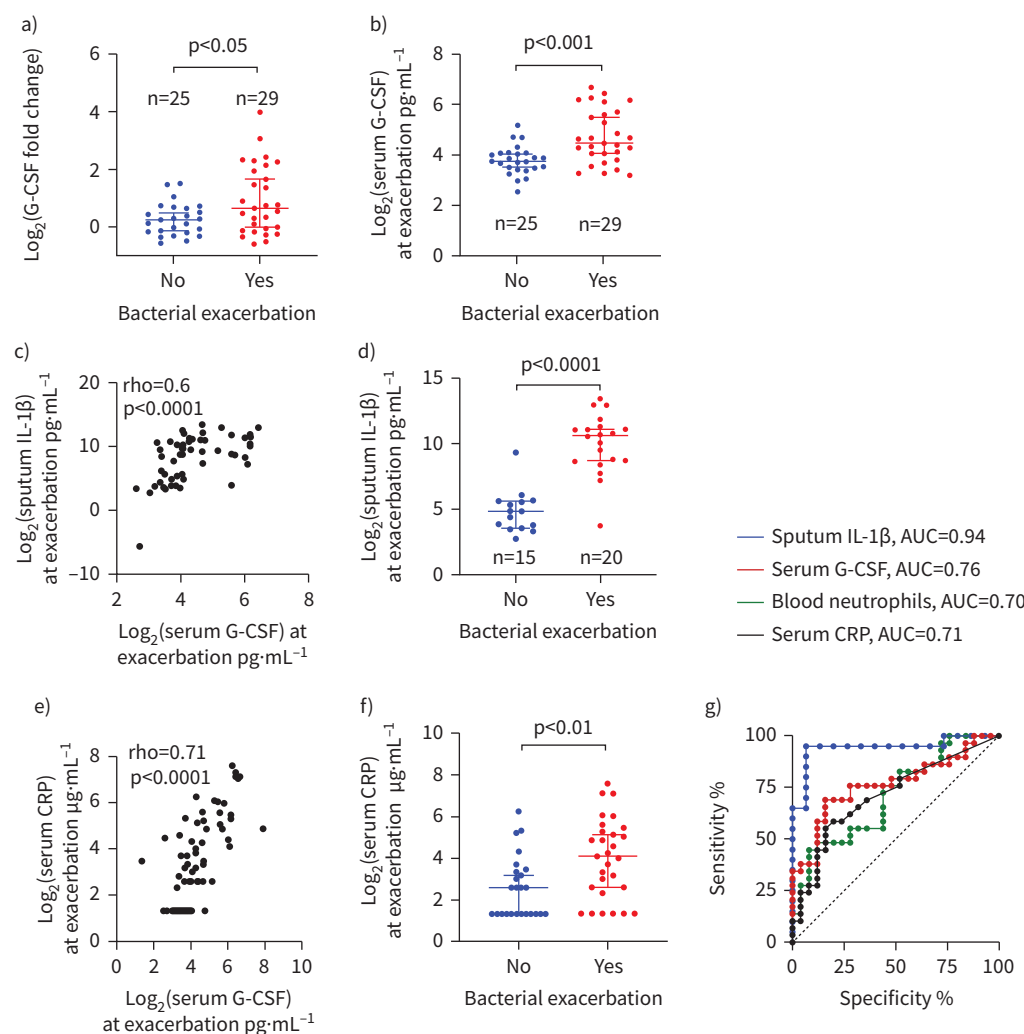 a)
Log₂(G-CSF fold change)
6
4
2
0
p<0.05
n=25
n=29
No
Yes
Bacterial exacerbation
b)
Log₂(serum G-CSF)
at exacerbation pg·mL⁻¹
8
6
4
2
0
p<0.001
n=25
n=29
No
Yes
Bacterial exacerbation
c)
Log₂(sputum IL-1β)
at exacerbation pg·mL⁻¹
20
10
0
−10
rho=0.6
p<0.0001
2
4
6
8
Log₂(serum G-CSF) at
exacerbation pg·mL⁻¹
d)
Log₂(sputum IL-1β)
at exacerbation pg·mL⁻¹
15
10
5
0
p<0.0001
n=15
n=20
No
Yes
Bacterial exacerbation
Sputum IL-1β, AUC=0.94
Serum G-CSF, AUC=0.76
Blood neutrophils, AUC=0.70
Serum CRP, AUC=0.71
e)
Log₂(serum CRP)
at exacerbation µg·mL⁻¹
8
6
4
2
0
rho=0.71
p<0.0001
0
2
4
6
8
10
Log₂(serum G-CSF)
at exacerbation pg·mL⁻¹
f)
Log₂(serum CRP)
at exacerbation µg·mL⁻¹
10
8
6
4
2
0
p<0.01
No
Yes
Bacterial exacerbation
g)
Sensitivity %
100
75
50
25
0
0
25
50
75
100
Specificity %